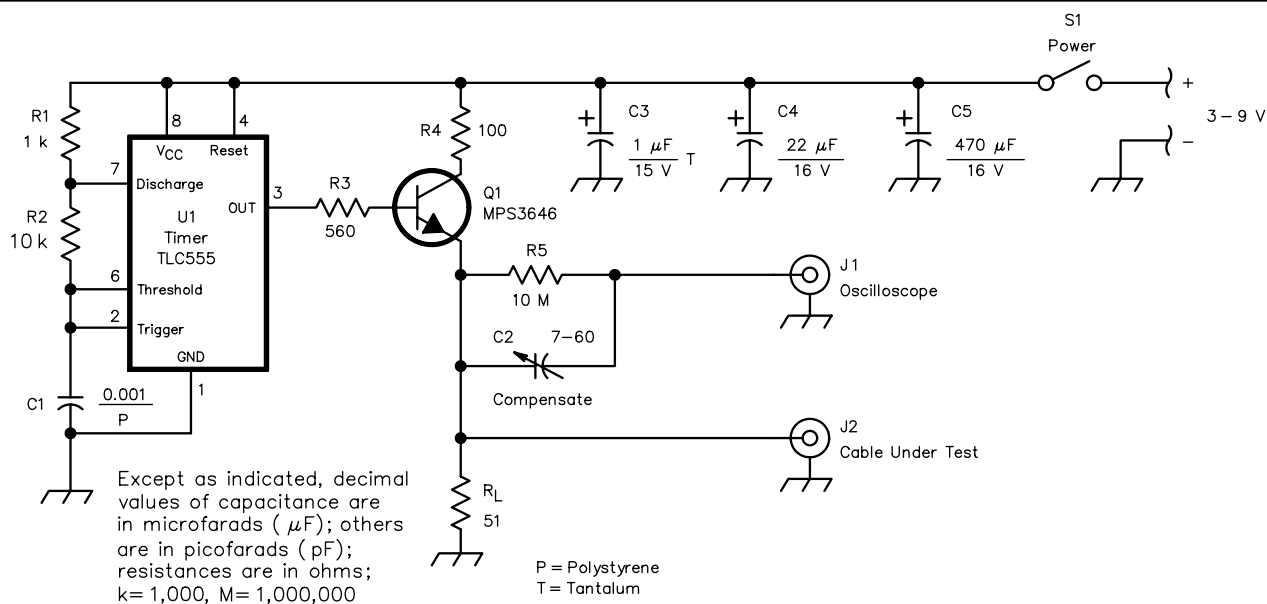 S1
Power
+
3-9 V
-
R1
1 k
8
4
VCC
Reset
R4
100
+
C3
1 µF
15 V
T
+
C4
22 µF
16 V
+
C5
470 µF
16 V
7
Discharge
R2
10 k
U1
Timer
TLC555
OUT
3
R3
560
Q1
MPS3646
6
Threshold
2
Trigger
GND
1
R5
10 M
C2
7-60
Compensate
J1
Oscilloscope
C1
0.001
P
J2
Cable Under Test
RL
51
Except as indicated, decimal
values of capacitance are
in microfarads ( µF); others
are in picofarads ( pF);
resistances are in ohms;
k= 1,000, M= 1,000,000
P = Polystyrene
T = Tantalum